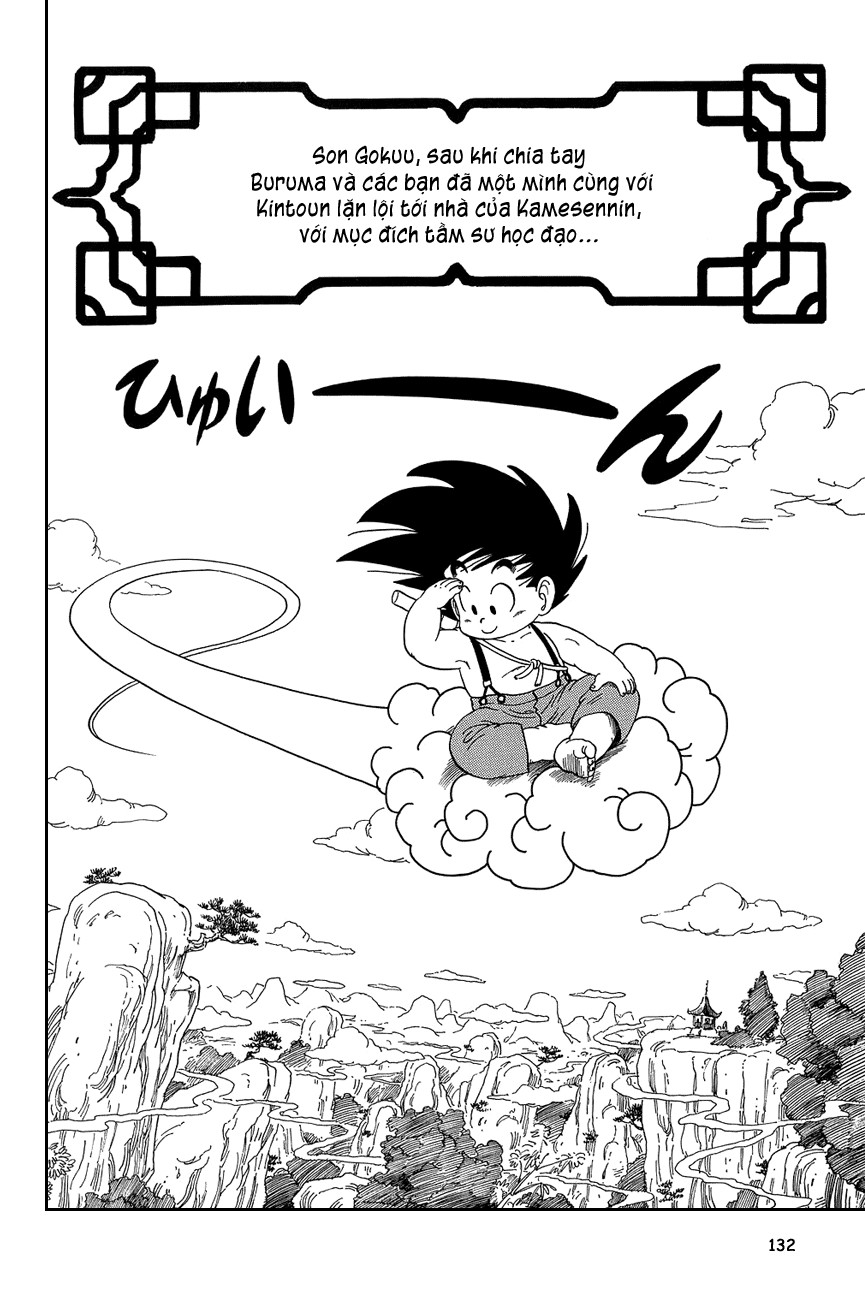 Son Gokuu, sau khi chia tay
Buruma và các bạn đã một mình cùng với
Kintoun lặn lội tới nhà của Kamesennin,
với mục đích tầm sư học đạo...
ひゅいーん
132